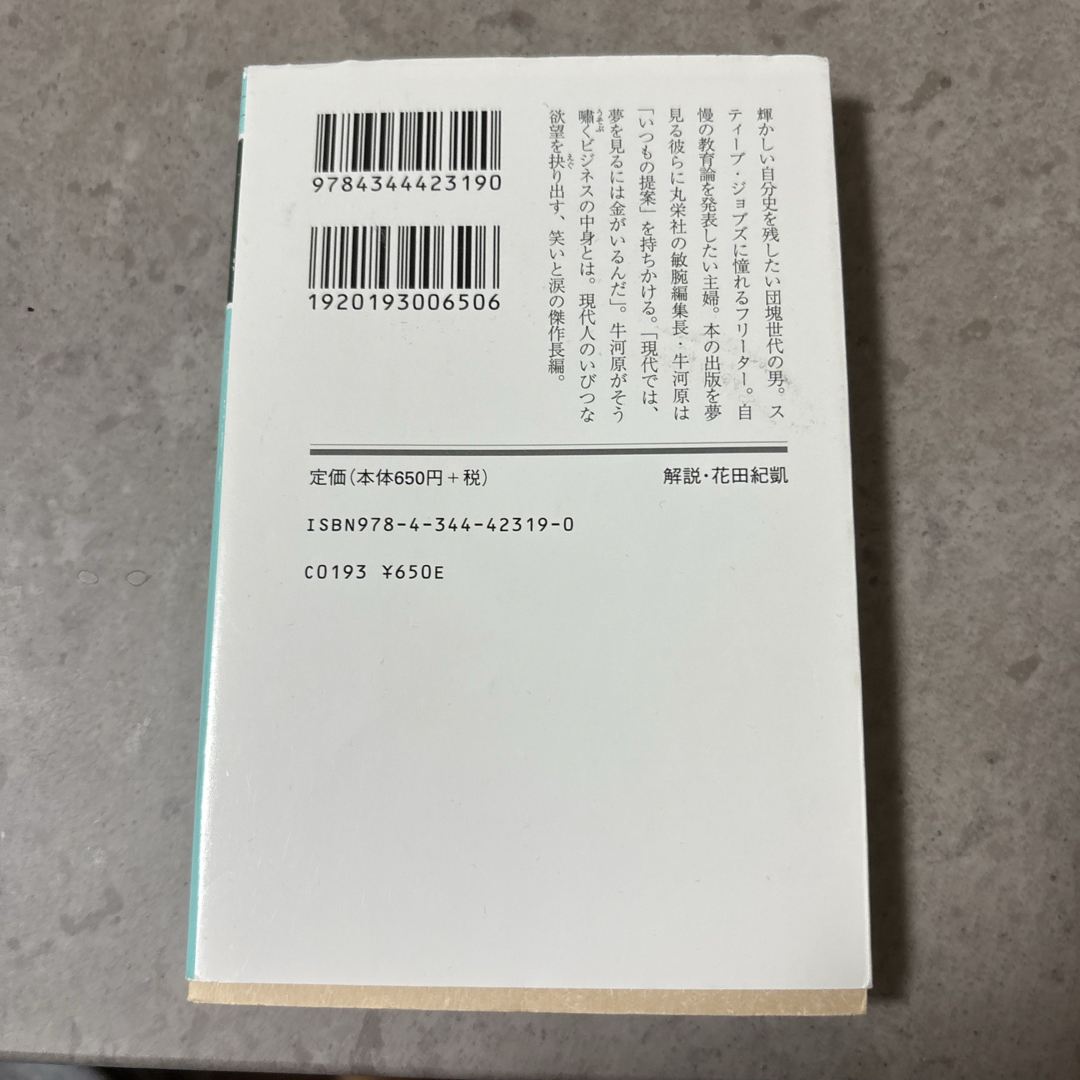 輝かしい自分史を残したい団塊世代の男。ス
ティーブ・ジョブズに憧れるフリーター。自
慢の教育論を発表したい主婦。本の出版を夢
見る彼らに丸栄社の敏腕編集長・牛河原は
「いつもの提案」を持ちかける。「現代では、
夢を見るには金がいるんだ」。牛河原がそう
嘯くビジネスの中身とは。現代人のいびつな
うそぶ
欲望を抉り出す、笑いと涙の傑作長編。
えぐ
9784344423190
1920193006506
定価(本体650円+税)
解説・花田紀凱
ISBN978-4-344-42319-0
C0193 ¥650E